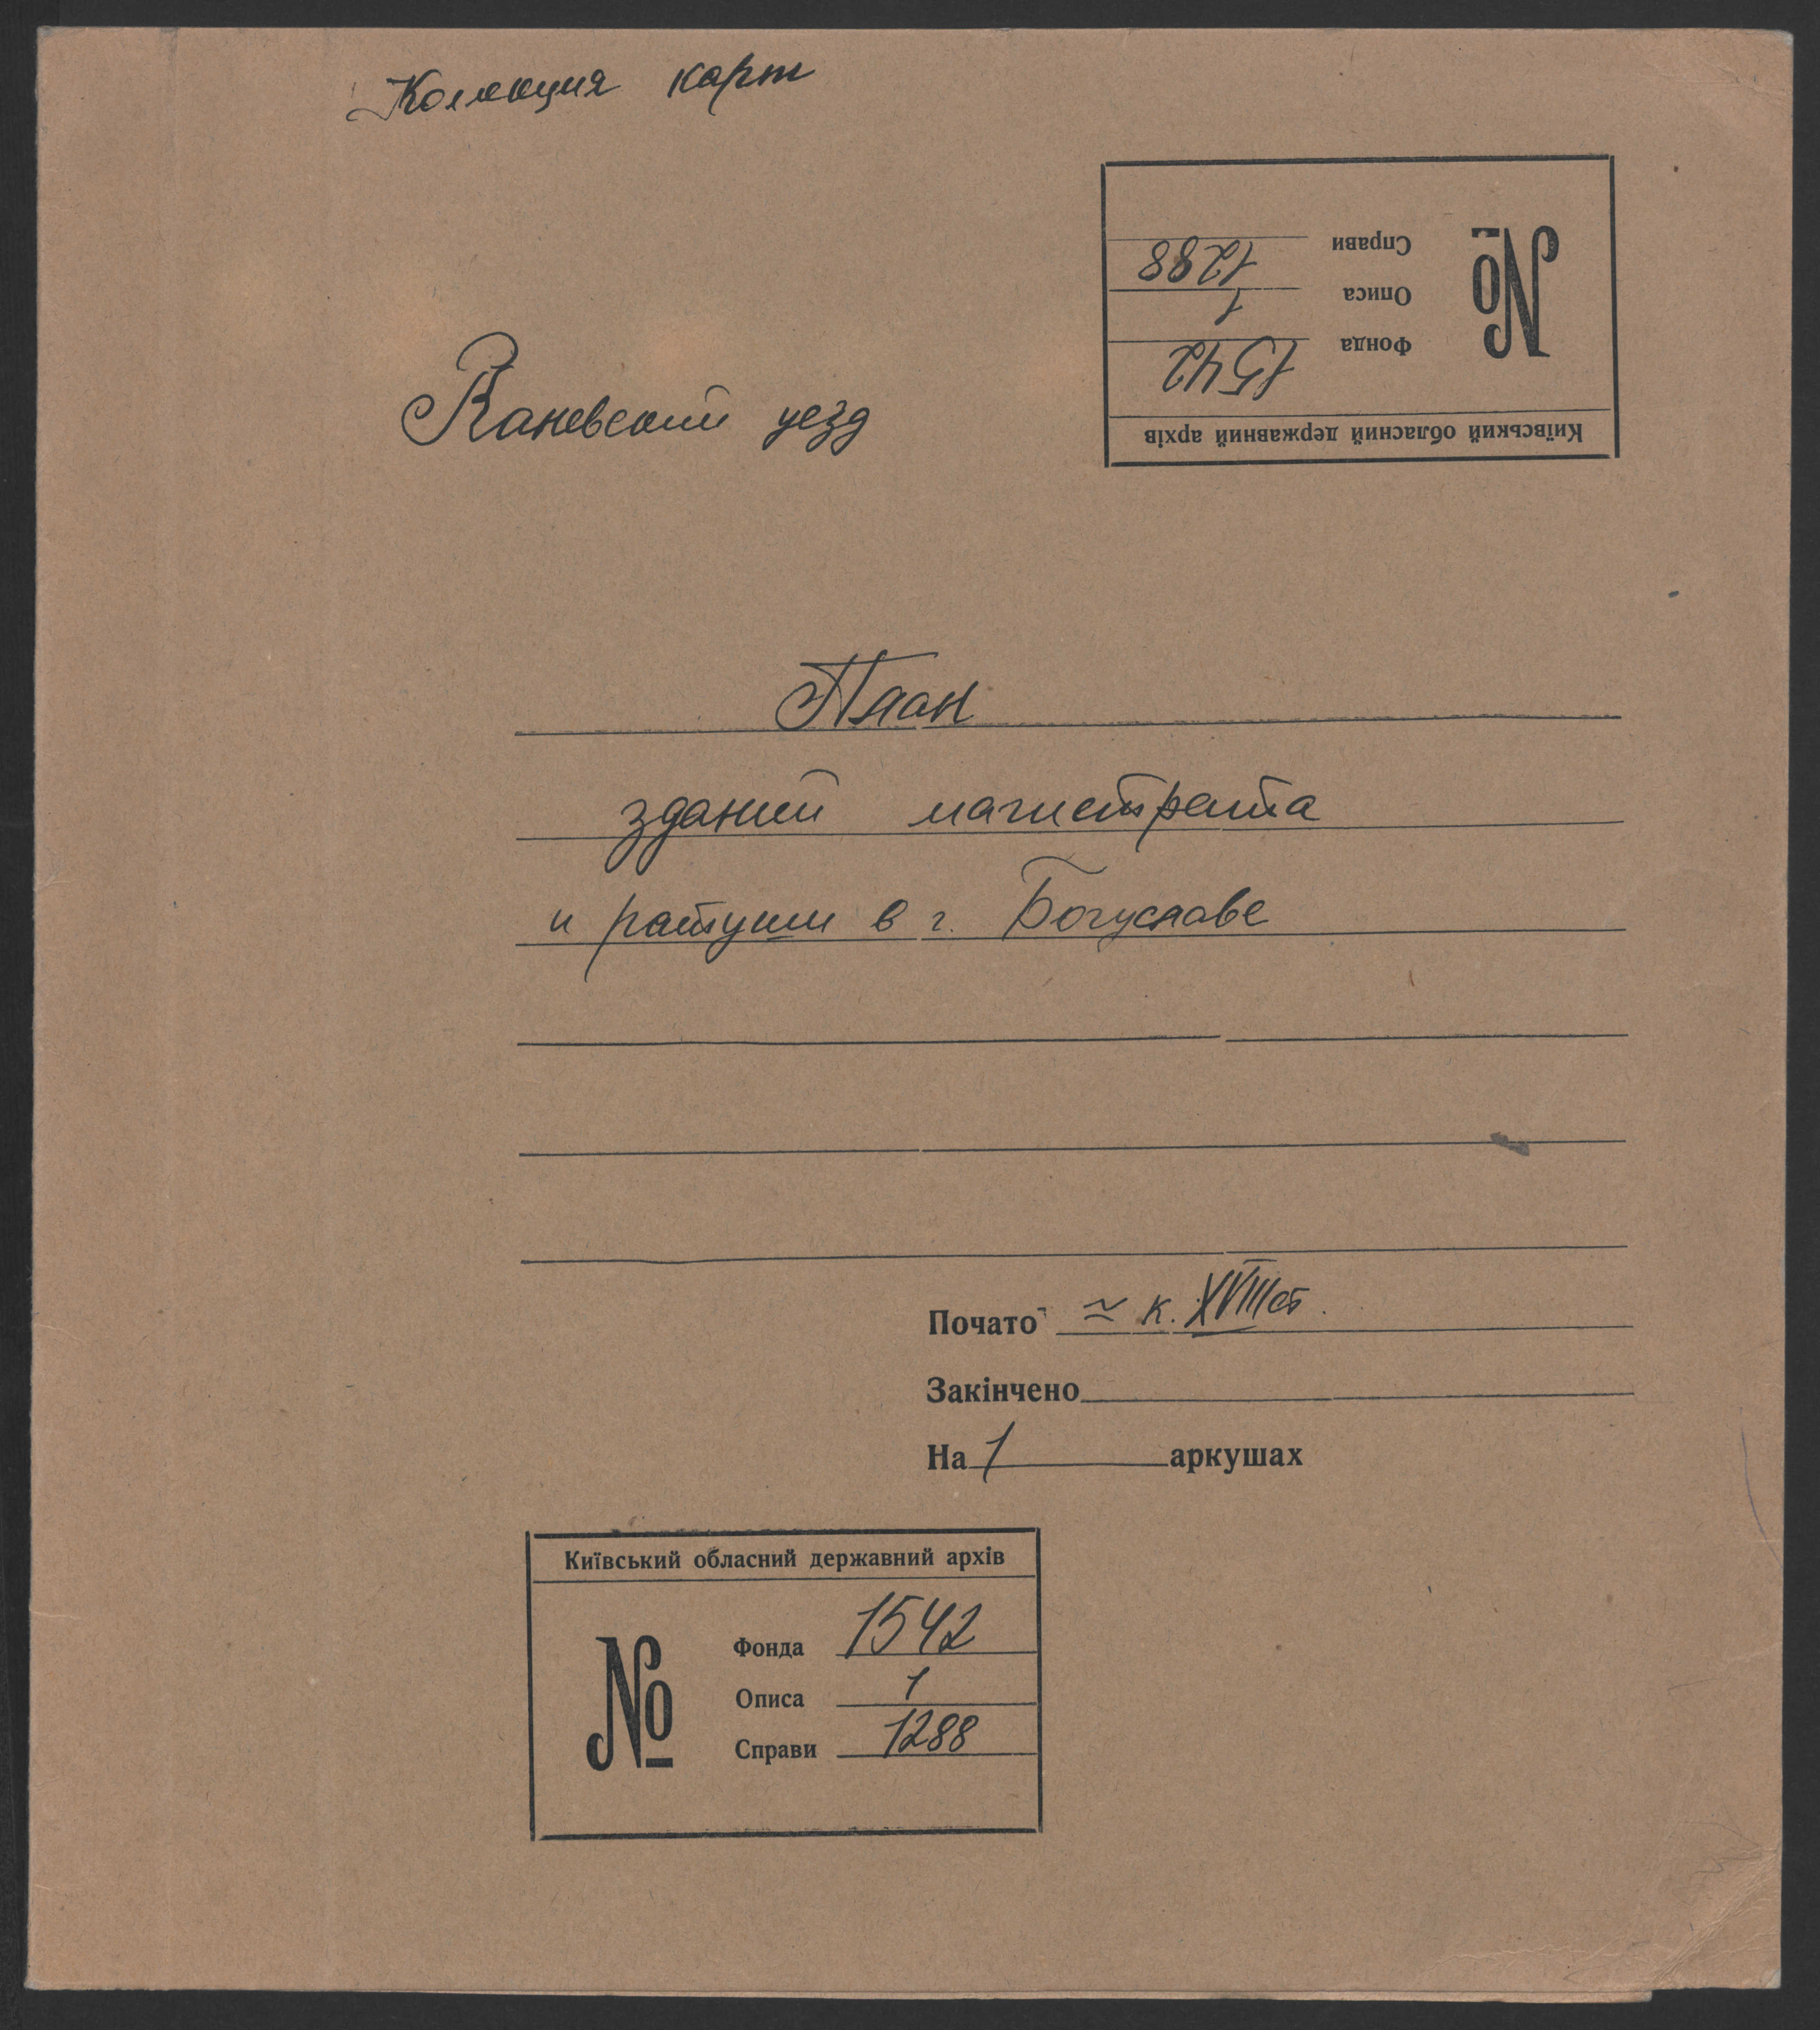 Коллекция карт
Київський обласний державний архів
№
Фонда 1542
Описа 1
Справи 1288
Каневский уезд
План
зданий магистрата
и ратуши в г. Богуславе
Почато ≈ к. XVIII ст.
Закінчено
На 1 аркушах
Київський обласний державний архів
№
Фонда 1542
Описа 1
Справи 1288